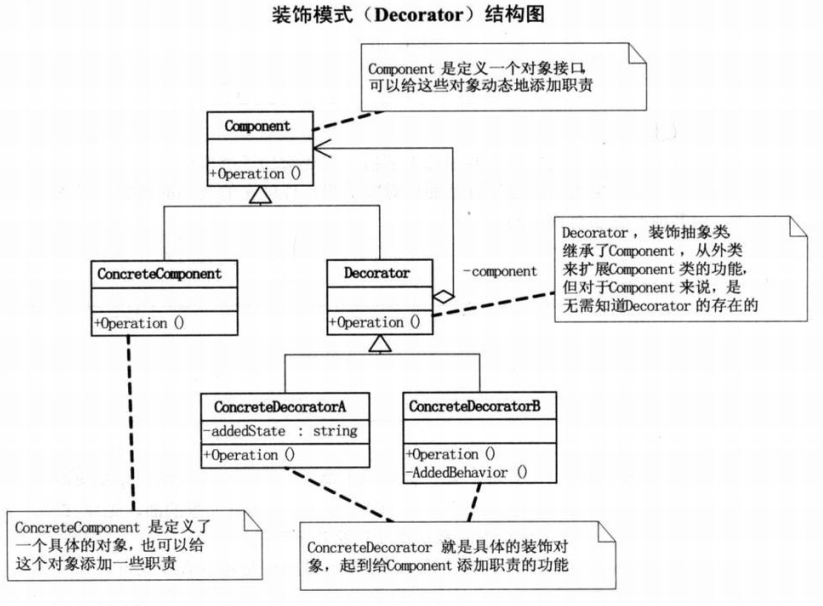 装饰模式（Decorator）结构图
Component 是定义一个对象接口，
可以给这些对象动态地添加职责
Component
+Operation ()
Decorator，装饰抽象类，
继承了Component，从外类
来扩展Component 类的功能，
但对于Component 来说，是
无需知道Decorator 的存在的
ConcreteComponent
+Operation ()
Decorator
+Operation ()
-component
ConcreteDecoratorA
-addedState : string
+Operation ()
ConcreteDecoratorB
+Operation ()
-AddedBehavior ()
ConcreteComponent 是定义了
一个具体的对象，也可以给
这个对象添加一些职责
ConcreteDecorator 就是具体的装饰对
象，起到给Component 添加职责的功能